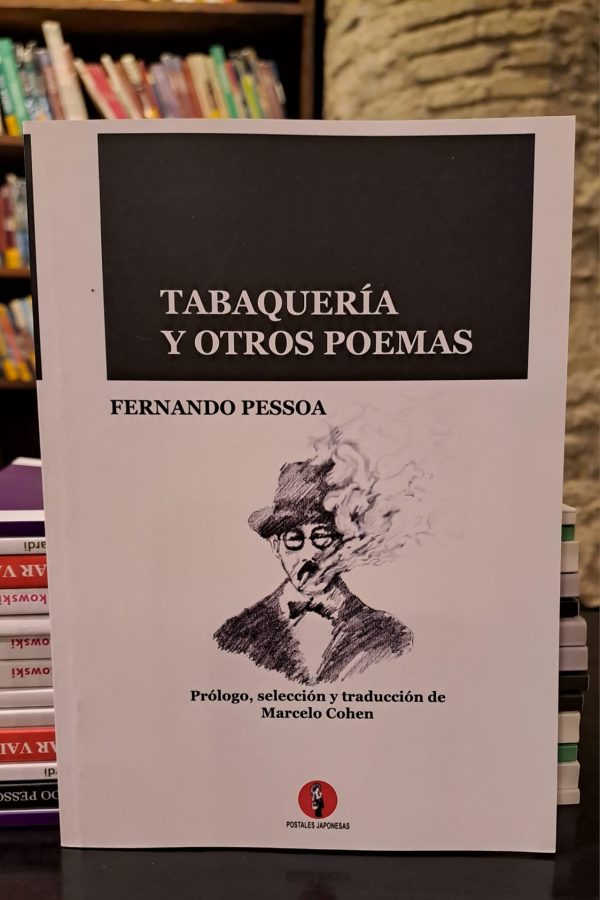 TABAQUERÍA
Y OTROS POEMAS
FERNANDO PESSOA
Prólogo, selección y traducción de
Marcelo Cohen
POSTALES JAPONESAS